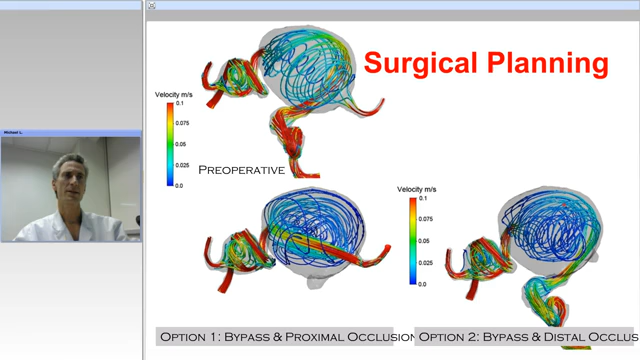 Surgical Planning
Velocity m/s
0.1
0.075
0.05
0.025
0.0
Preoperative
Michael L.
Velocity m/s
0.1
0.075
0.05
0.025
0.0
Option 1: Bypass & Proximal Occlusion
Option 2: Bypass & Distal Occlus